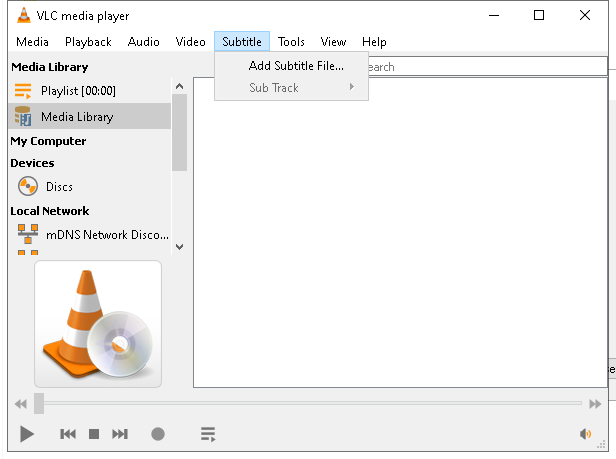 VLC media player
Media Playback Audio Video Subtitle Tools View Help
Media Library
Add Subtitle File...
Sub Track
Playlist [00:00]
Media Library
My Computer
Devices
Discs
Local Network
mDNS Network Disco...